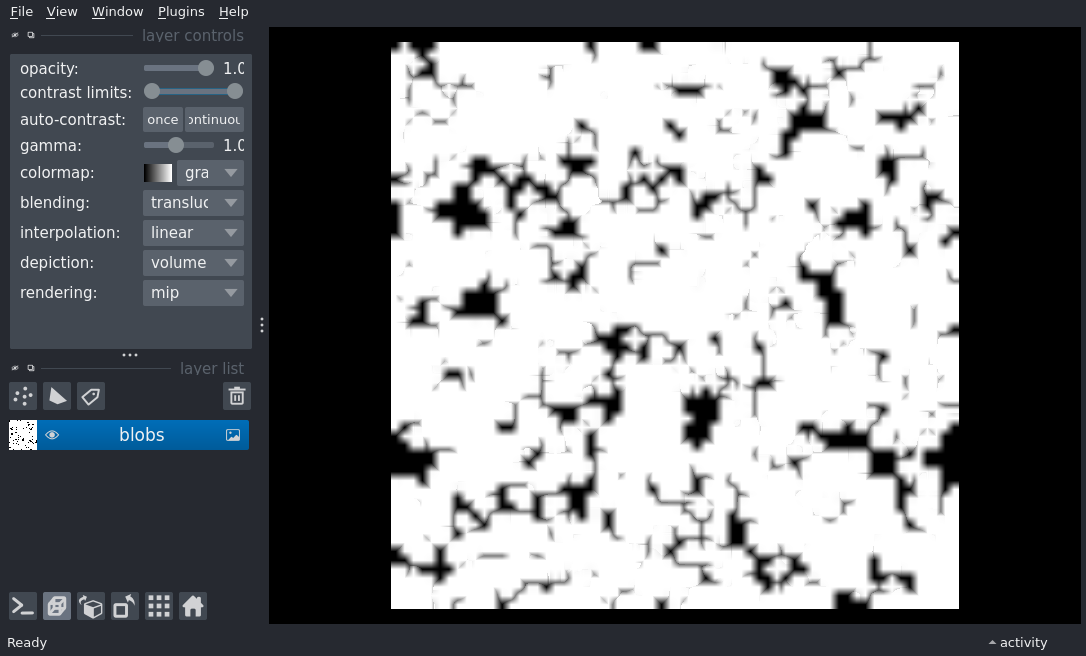 File View Window Plugins Help
layer controls
opacity: 1.0
contrast limits:
auto-contrast: once ontinuou
gamma: 1.0
colormap: gra
blending: transluc
interpolation: linear
depiction: volume
rendering: mip
layer list
blobs
Ready activity